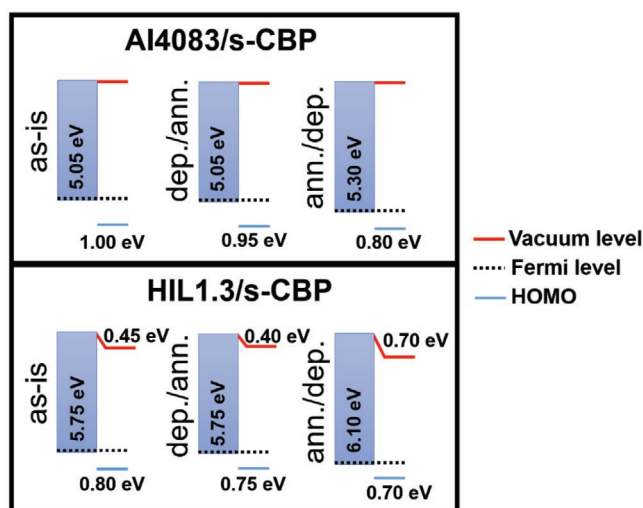 AI4083/s-CBP
as-is
5.05 eV
1.00 eV
dep./ann.
5.05 eV
0.95 eV
ann./dep.
5.30 eV
0.80 eV
HIL1.3/s-CBP
as-is
5.75 eV
0.45 eV
0.80 eV
dep./ann.
5.75 eV
0.40 eV
0.75 eV
ann./dep.
6.10 eV
0.70 eV
0.70 eV
Vacuum level
Fermi level
HOMO